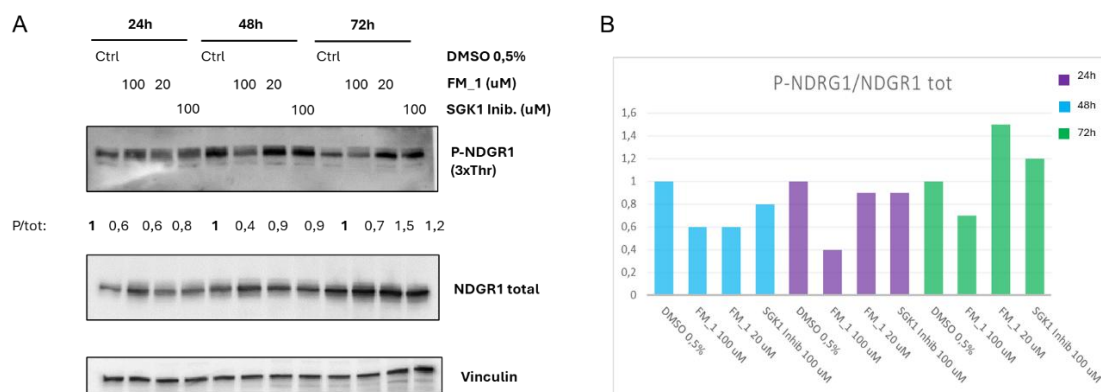 A
24h 48h 72h
Ctrl Ctrl Ctrl DMSO 0,5%
100 20 100 20 100 20 FM_1 (uM)
100 100 100 SGK1 Inib. (uM)
P-NDGR1
(3xThr)
P/tot: 1 0,6 0,6 0,8 1 0,4 0,9 0,9 1 0,7 1,5 1,2
NDGR1 total
Vinculin
B
P-NDRG1/NDGR1 tot
24h
48h
72h
1,6
1,4
1,2
1
0,8
0,6
0,4
0,2
0
DMSO 0,5%
FM_1 100 uM
FM_1 20 uM
SGK1 Inhib 100 uM
DMSO 0,5%
FM_1 100 uM
FM_1 20 uM
SGK1 Inhib 100 uM
DMSO 0,5%
FM_1 100 uM
FM_1 20 uM
SGK1 Inhib 100 uM